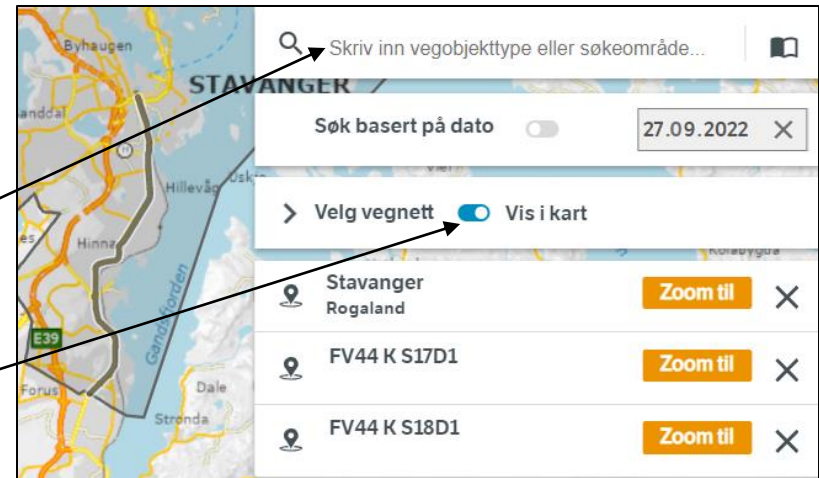 Byhaugen
STAVANGER
Hillevåg
Hinna
Gandsfjorden
E39
Forus
Dale
Stronda
Skriv inn vegobjekttype eller søkeområde...
Søk basert på dato
27.09.2022
Velg vegnett
Vis i kart
Stavanger
Zoom til
Rogaland
FV44 K S17D1
Zoom til
FV44 K S18D1
Zoom til